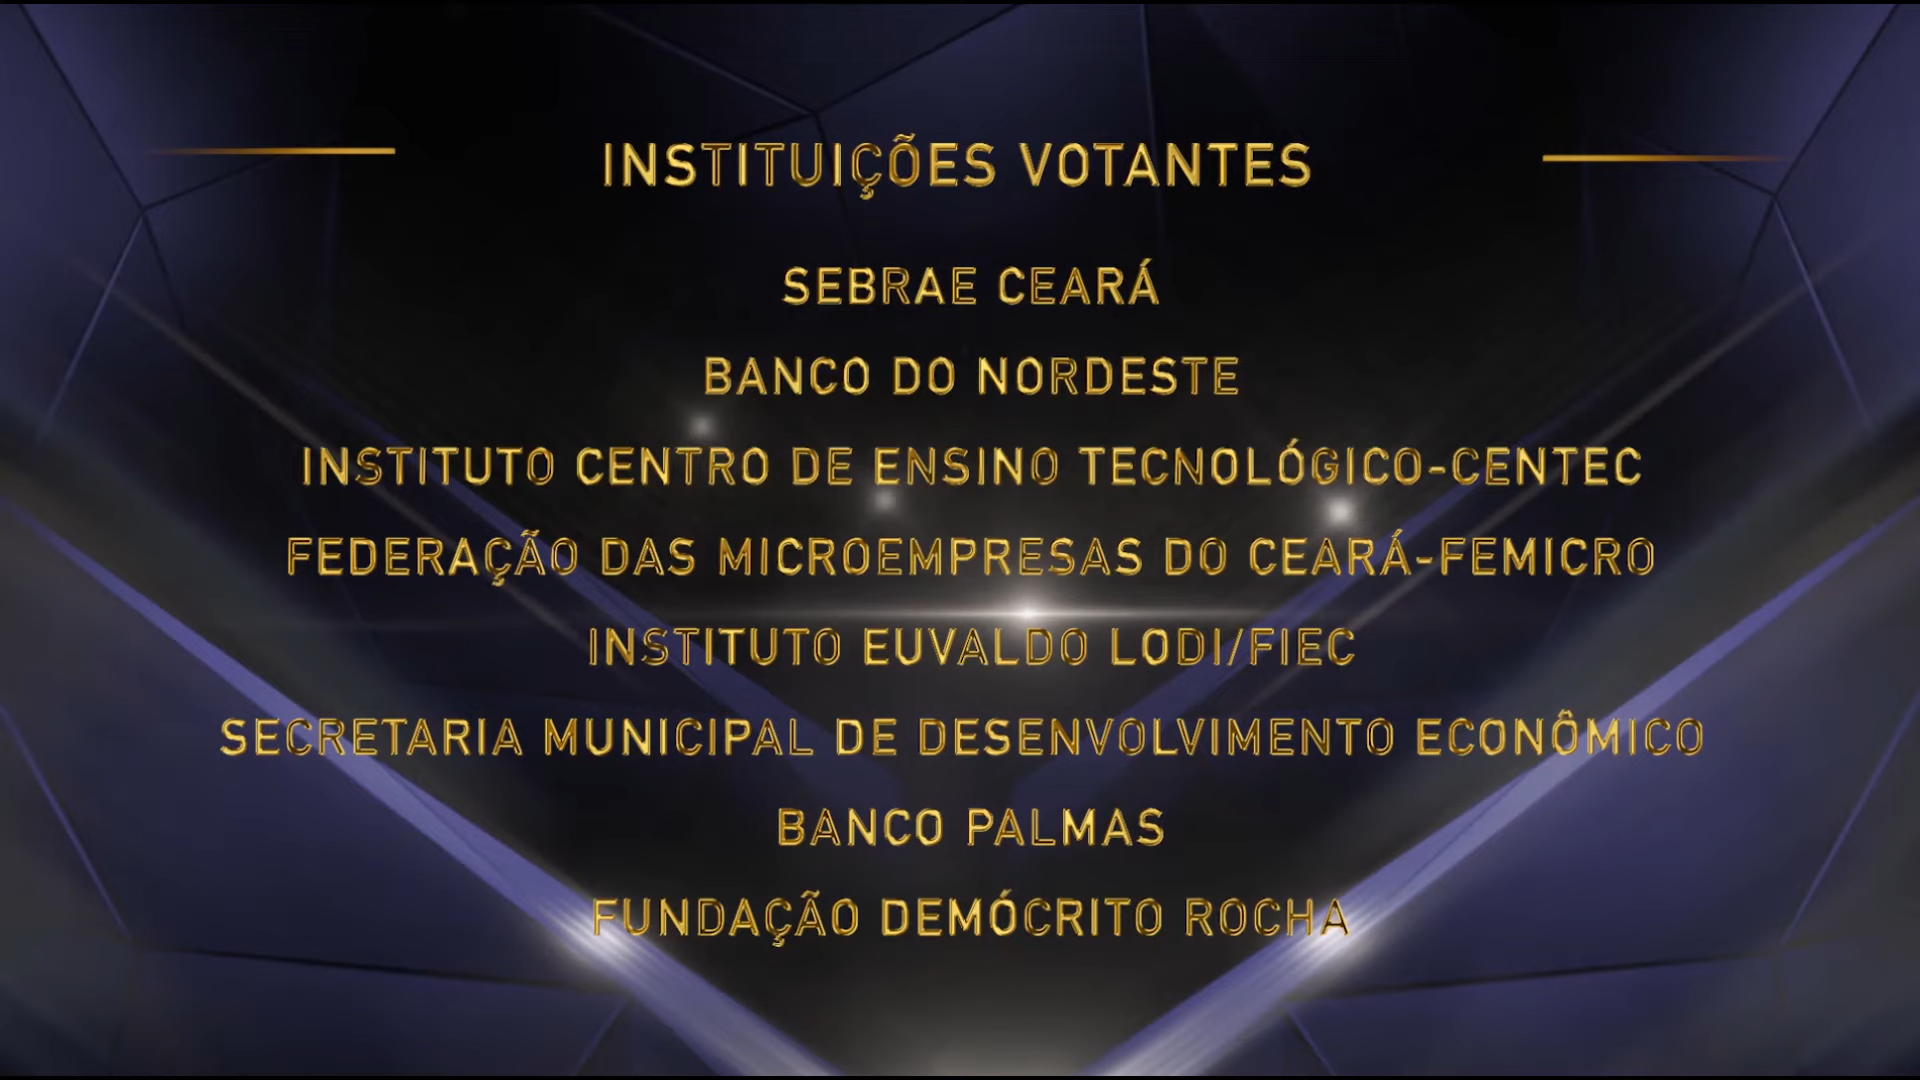 INSTITUIÇÕES VOTANTES
SEBRAE CEARÁ
BANCO DO NORDESTE
INSTITUTO CENTRO DE ENSINO TECNOLÓGICO-CENTEC
FEDERAÇÃO DAS MICROEMPRESAS DO CEARÁ-FEMICRO
INSTITUTO EUVALDO LODI/FIEC
SECRETARIA MUNICIPAL DE DESENVOLVIMENTO ECONÔMICO
BANCO PALMAS
FUNDAÇÃO DEMÓCRITO ROCHA